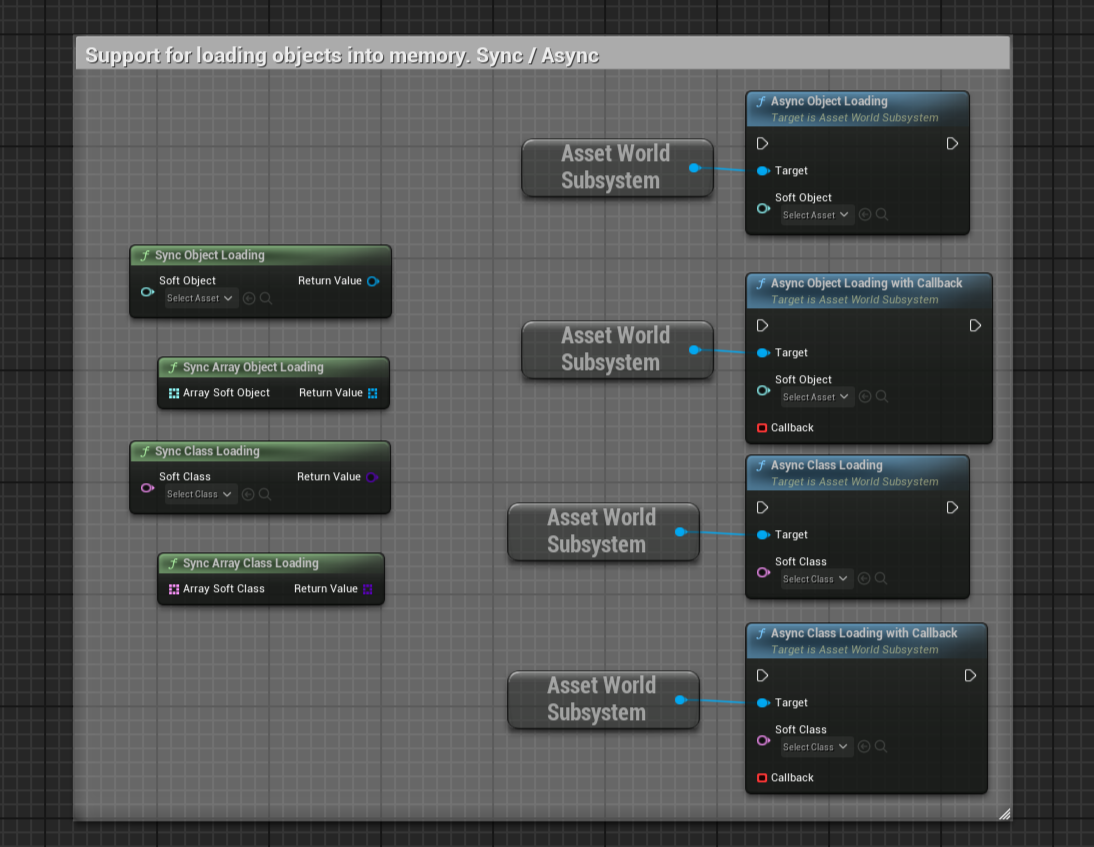 Support for loading objects into memory. Sync / Async
Sync Object Loading
Soft Object
Return Value
Select Asset
Sync Array Object Loading
Array Soft Object
Return Value
Sync Class Loading
Soft Class
Return Value
Select Class
Sync Array Class Loading
Array Soft Class
Return Value
Asset World
Subsystem
Async Object Loading
Target is Asset World Subsystem
Target
Soft Object
Select Asset
Asset World
Subsystem
Async Object Loading with Callback
Target is Asset World Subsystem
Target
Soft Object
Select Asset
Callback
Asset World
Subsystem
Async Class Loading
Target is Asset World Subsystem
Target
Soft Class
Select Class
Asset World
Subsystem
Async Class Loading with Callback
Target is Asset World Subsystem
Target
Soft Class
Select Class
Callback